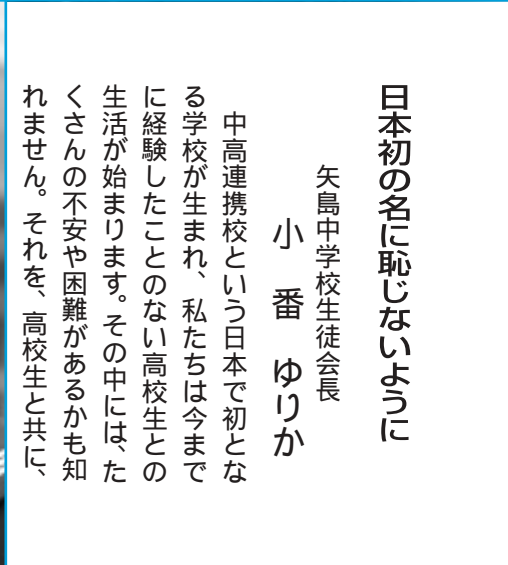 日本初の名に恥じないように
矢島中学校生徒会長
小番 ゆりか
中高連携校という日本で初とな
る学校が生まれ、私たちは今まで
に経験したことのない高校生との
生活が始まります。その中には、た
くさんの不安や困難があるかも知
れません。それを、高校生と共に、